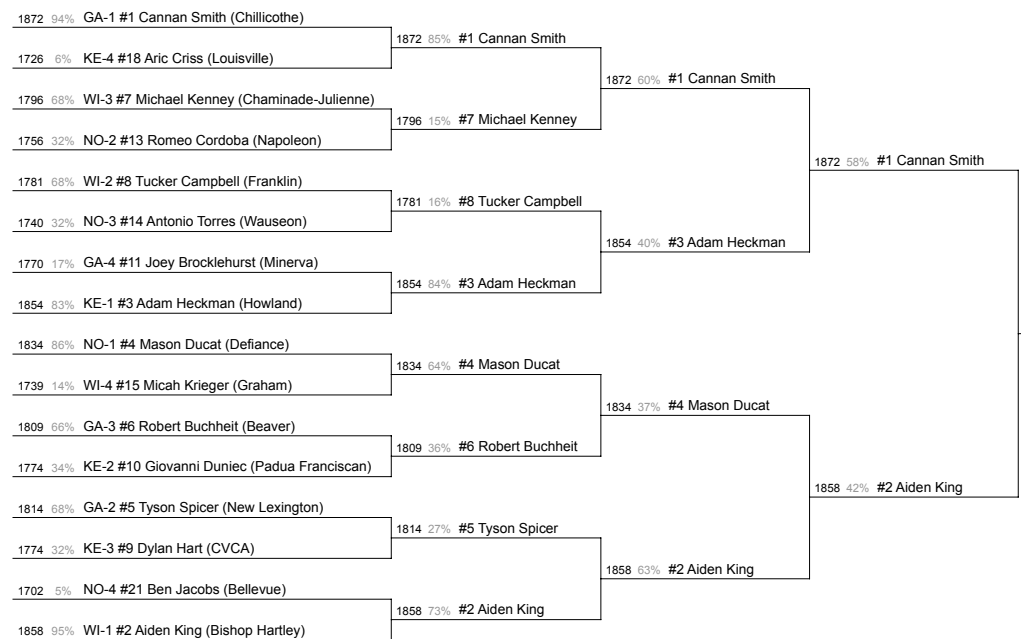 1872 94% GA-1 #1 Cannan Smith (Chillicothe)
1726 6% KE-4 #18 Aric Criss (Louisville)
1796 68% WI-3 #7 Michael Kenney (Chaminade-Julienne)
1756 32% NO-2 #13 Romeo Cordoba (Napoleon)
1781 68% WI-2 #8 Tucker Campbell (Franklin)
1740 32% NO-3 #14 Antonio Torres (Wauseon)
1770 17% GA-4 #11 Joey Brocklehurst (Minerva)
1854 83% KE-1 #3 Adam Heckman (Howland)
1834 86% NO-1 #4 Mason Ducat (Defiance)
1739 14% WI-4 #15 Micah Krieger (Graham)
1809 66% GA-3 #6 Robert Buchheit (Beaver)
1774 34% KE-2 #10 Giovanni Duniec (Padua Franciscan)
1814 68% GA-2 #5 Tyson Spicer (New Lexington)
1774 32% KE-3 #9 Dylan Hart (CVCA)
1702 5% NO-4 #21 Ben Jacobs (Bellevue)
1858 95% WI-1 #2 Aiden King (Bishop Hartley)
1872 85% #1 Cannan Smith
1796 15% #7 Michael Kenney
1781 16% #8 Tucker Campbell
1854 84% #3 Adam Heckman
1834 64% #4 Mason Ducat
1809 36% #6 Robert Buchheit
1814 27% #5 Tyson Spicer
1858 73% #2 Aiden King
1872 60% #1 Cannan Smith
1854 40% #3 Adam Heckman
1834 37% #4 Mason Ducat
1858 63% #2 Aiden King
1872 58% #1 Cannan Smith
1858 42% #2 Aiden King